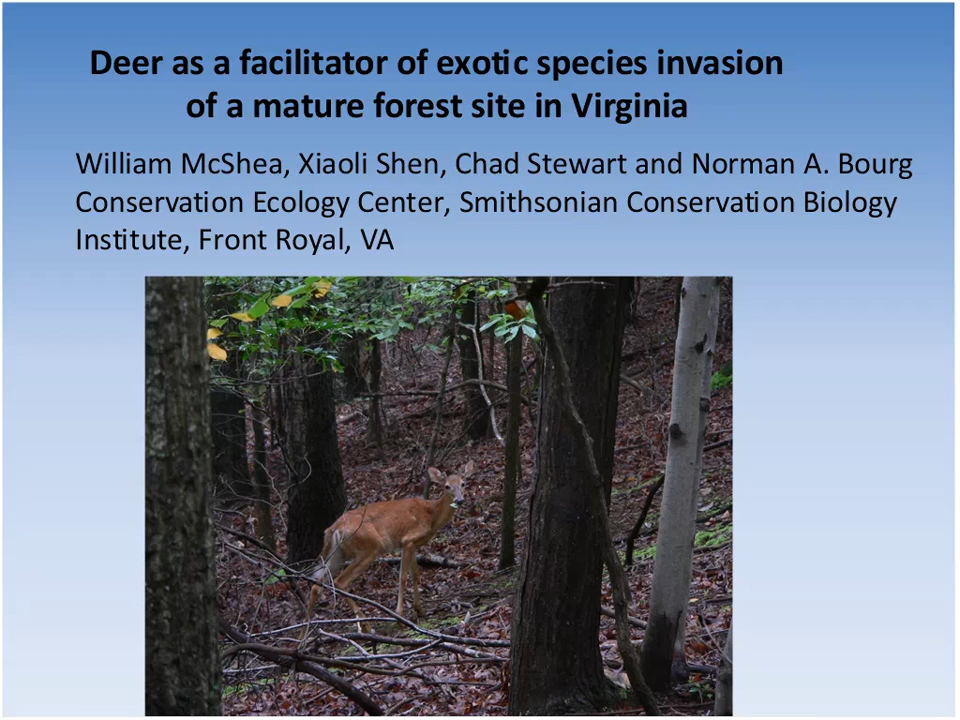 Deer as a facilitator of exotic species invasion
of a mature forest site in Virginia
William McShea, Xiaoli Shen, Chad Stewart and Norman A. Bourg
Conservation Ecology Center, Smithsonian Conservation Biology
Institute, Front Royal, VA